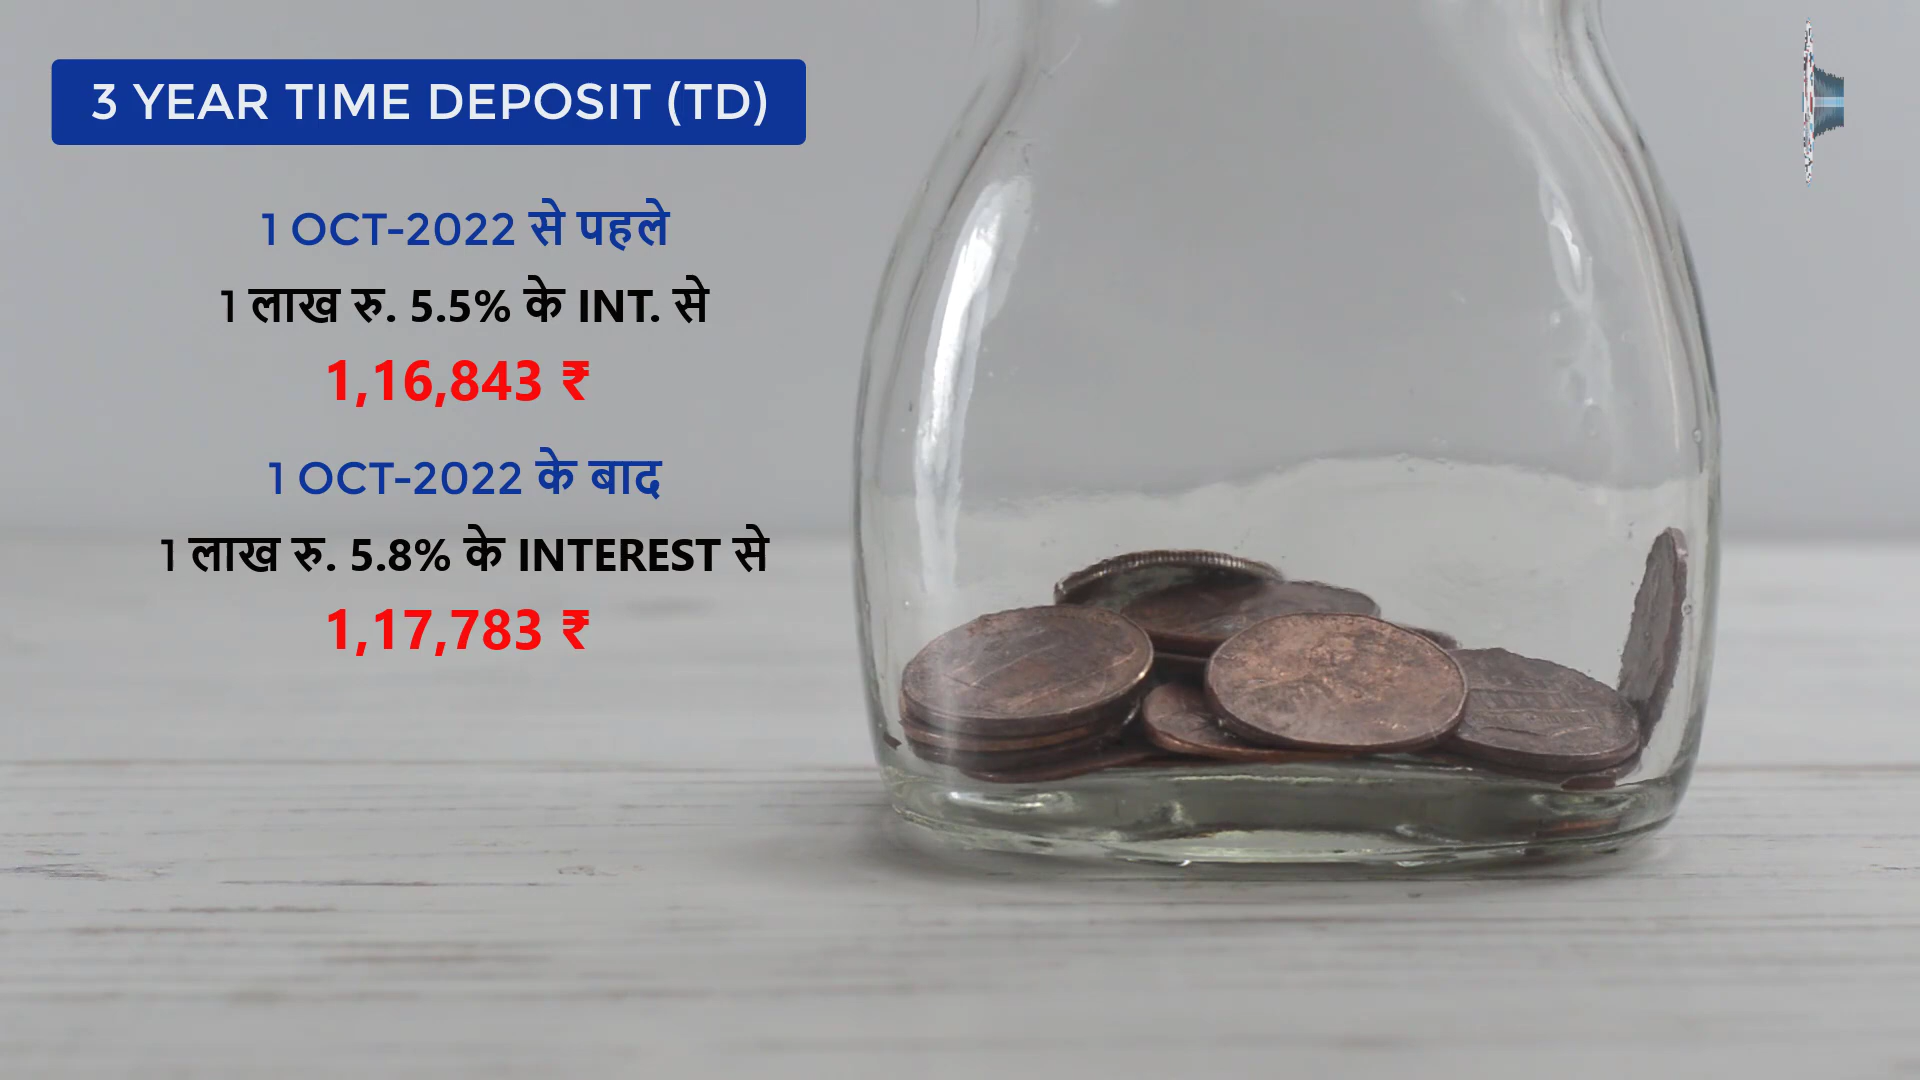 3 YEAR TIME DEPOSIT (TD)
1 OCT-2022 से पहले
1 लाख रु. 5.5% के INT. से
1,16,843 ₹
1 OCT-2022 के बाद
1 लाख रु. 5.8% के INTEREST से
1,17,783 ₹